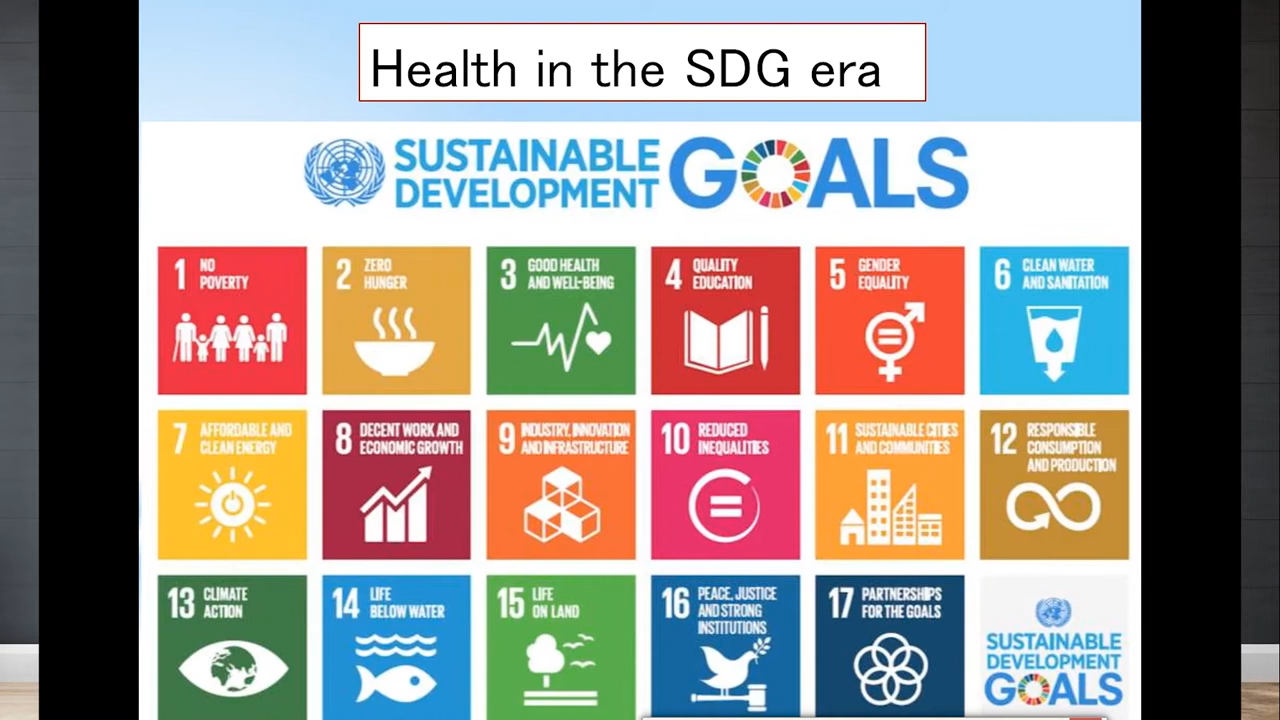 Health in the SDG era
SUSTAINABLE
DEVELOPMENT
GOALS
1 NO
POVERTY
2 ZERO
HUNGER
3 GOOD HEALTH
AND WELL-BEING
4 QUALITY
EDUCATION
5 GENDER
EQUALITY
6 CLEAN WATER
AND SANITATION
7 AFFORDABLE AND
CLEAN ENERGY
8 DECENT WORK AND
ECONOMIC GROWTH
9 INDUSTRY, INNOVATION
AND INFRASTRUCTURE
10 REDUCED
INEQUALITIES
11 SUSTAINABLE CITIES
AND COMMUNITIES
12 RESPONSIBLE
CONSUMPTION
AND PRODUCTION
13 CLIMATE
ACTION
14 LIFE
BELOW WATER
15 LIFE
ON LAND
16 PEACE, JUSTICE
AND STRONG
INSTITUTIONS
17 PARTNERSHIPS
FOR THE GOALS
SUSTAINABLE
DEVELOPMENT
GOALS